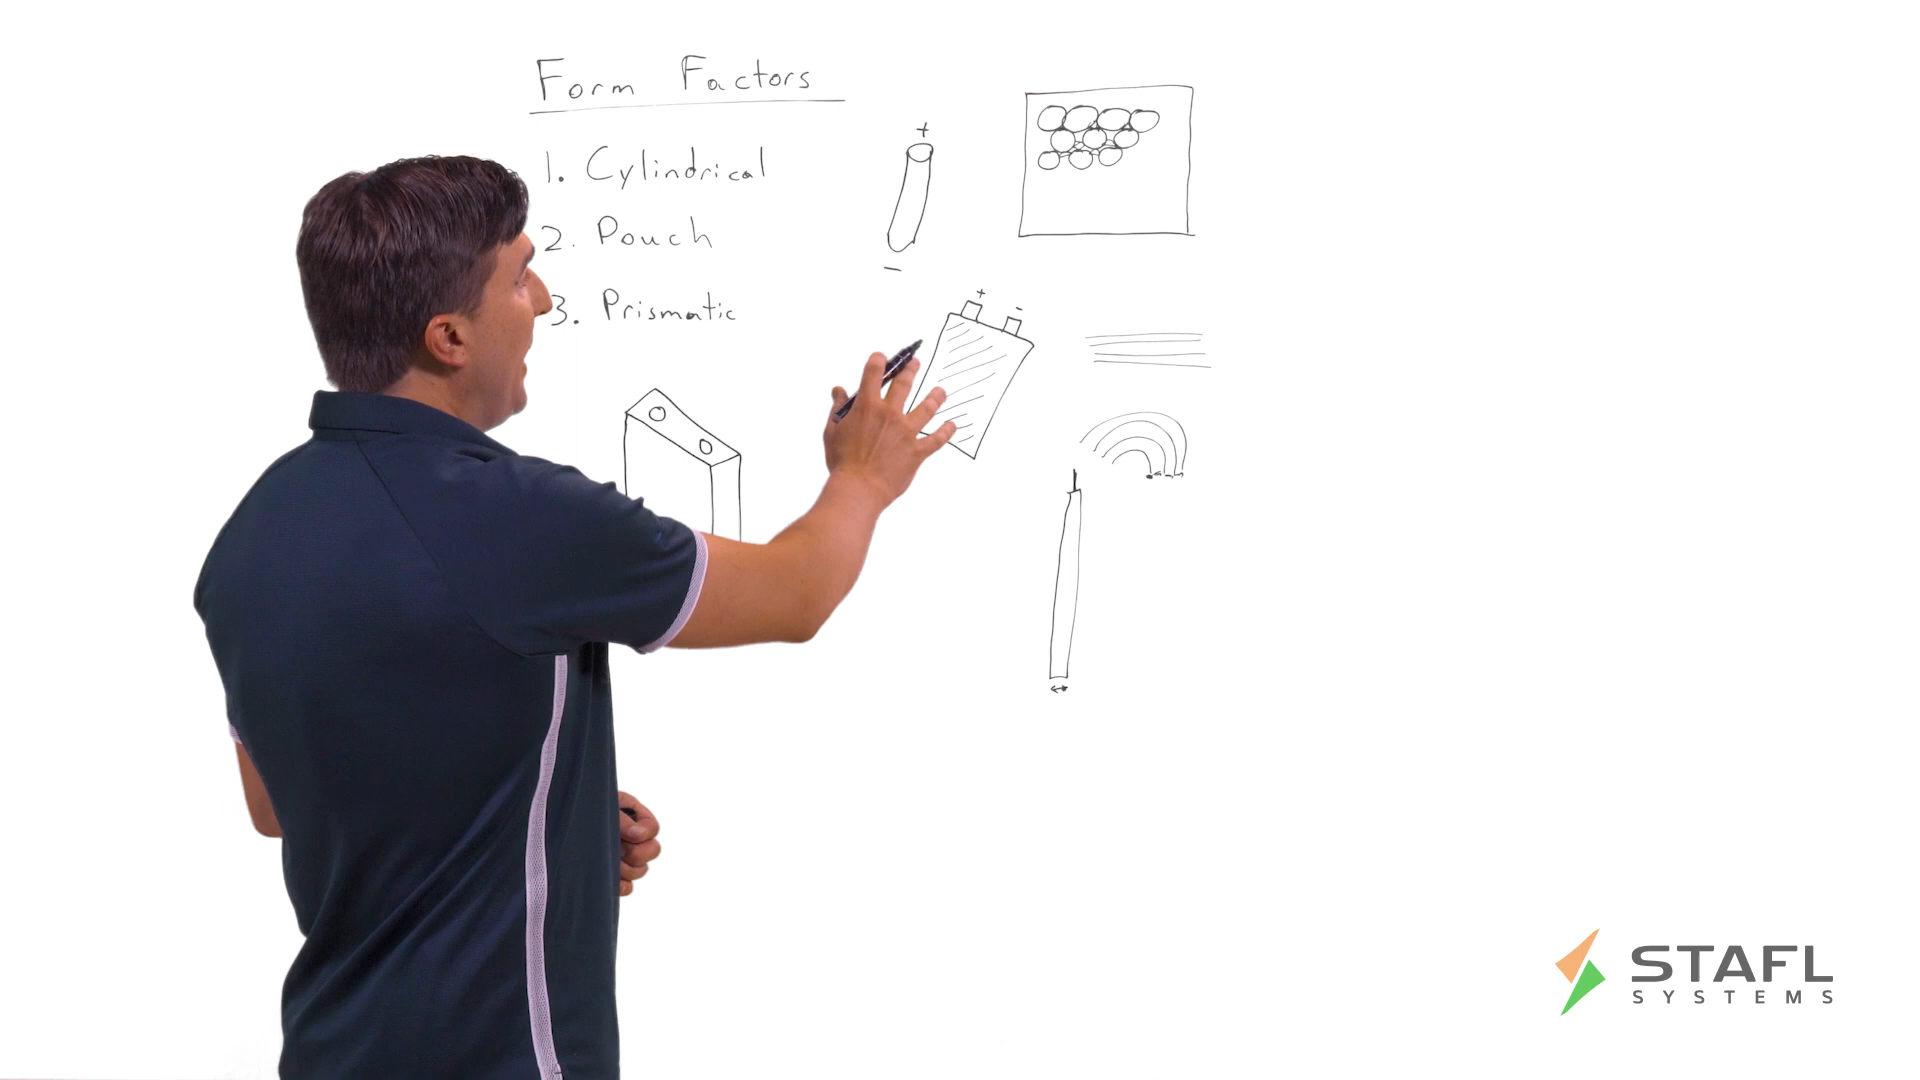 Form Factors
1. Cylindrical
2. Pouch
3. Prismatic
+
-
+ -
STAFL
SYSTEMS